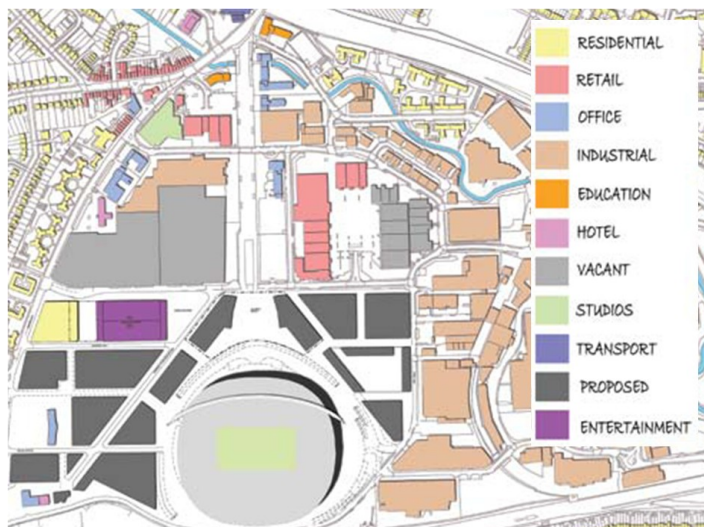 RESIDENTIAL
RETAIL
OFFICE
INDUSTRIAL
EDUCATION
HOTEL
VACANT
STUDIOS
TRANSPORT
PROPOSED
ENTERTAINMENT